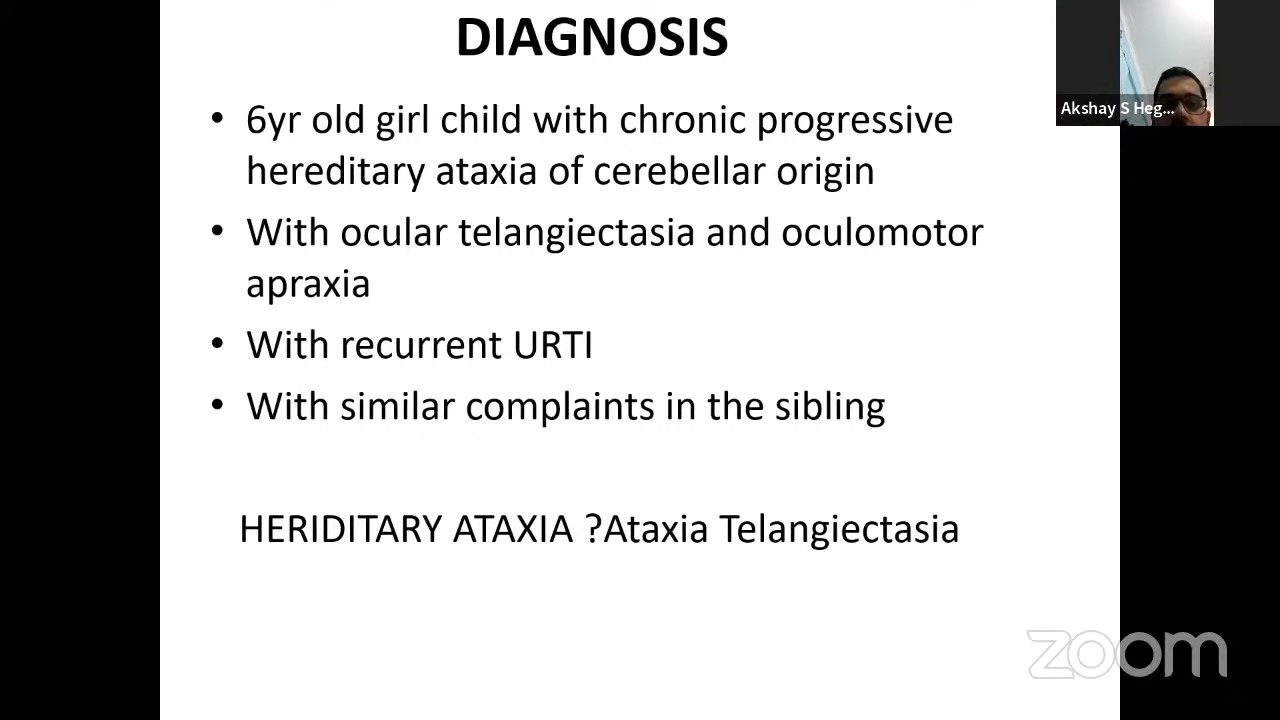 DIAGNOSIS
Akshay S Heg...
• 6yr old girl child with chronic progressive
hereditary ataxia of cerebellar origin
• With ocular telangiectasia and oculomotor
apraxia
• With recurrent URTI
• With similar complaints in the sibling
HERIDITARY ATAXIA ?Ataxia Telangiectasia
zoom